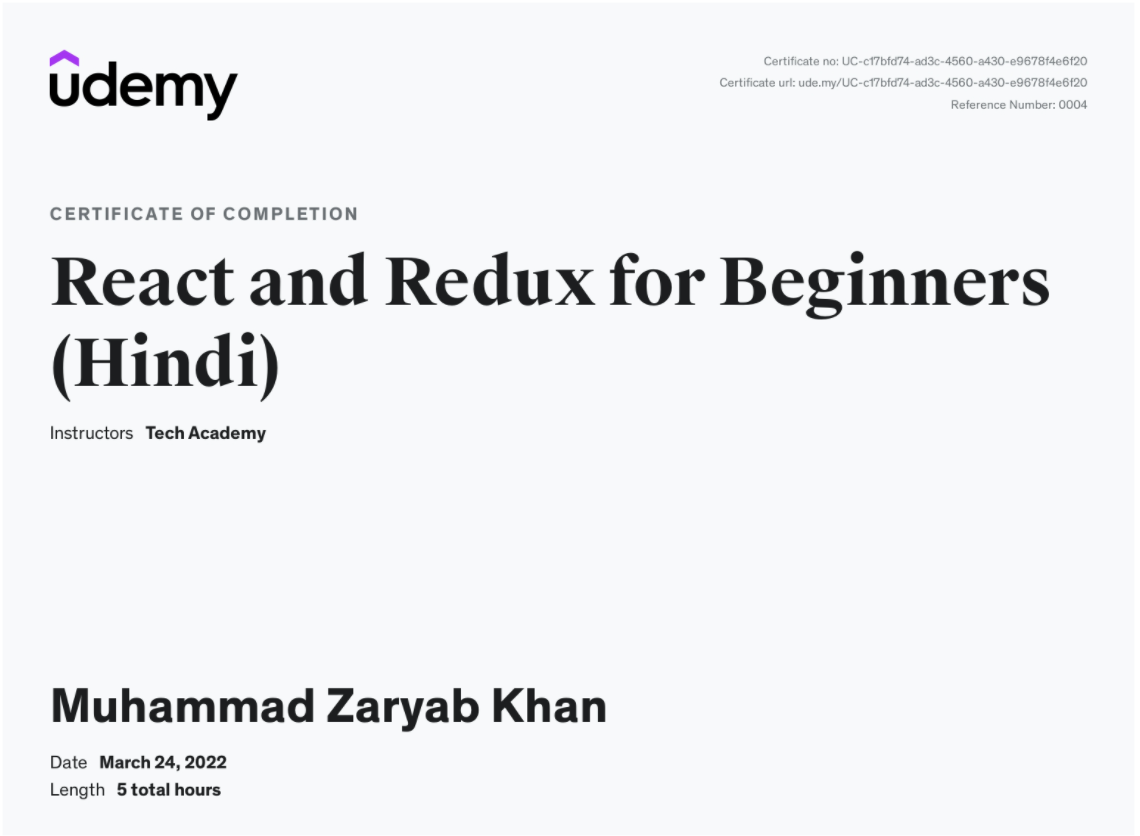 udemy
Certificate no: UC-c17bfd74-ad3c-4560-a430-e9678f4e6f20
Certificate url: ude.my/UC-c17bfd74-ad3c-4560-a430-e9678f4e6f20
Reference Number: 0004
CERTIFICATE OF COMPLETION
React and Redux for Beginners
(Hindi)
Instructors Tech Academy
Muhammad Zaryab Khan
Date March 24, 2022
Length 5 total hours